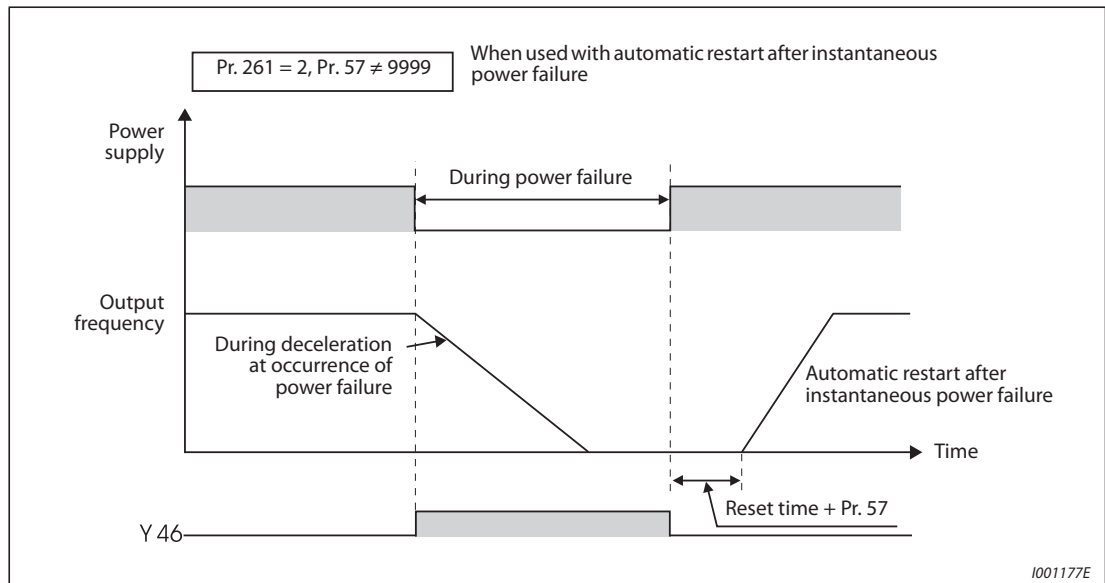 Pr. 261 = 2, Pr. 57 ≠ 9999
When used with automatic restart after instantaneous
power failure
Power
supply
During power failure
Output
frequency
During deceleration
at occurrence of
power failure
Automatic restart after
instantaneous power failure
Time
Reset time + Pr. 57
Y 46
I001177E